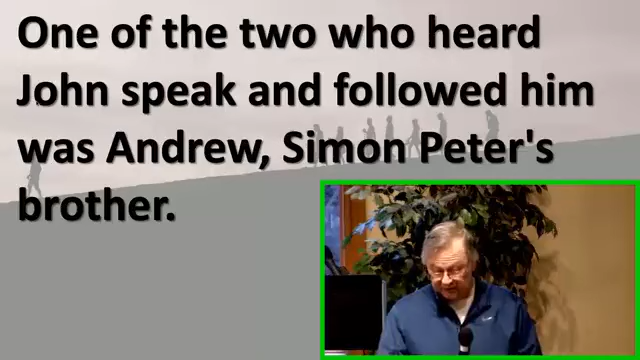 One of the two who heard
John speak and followed him
was Andrew, Simon Peter's
brother.